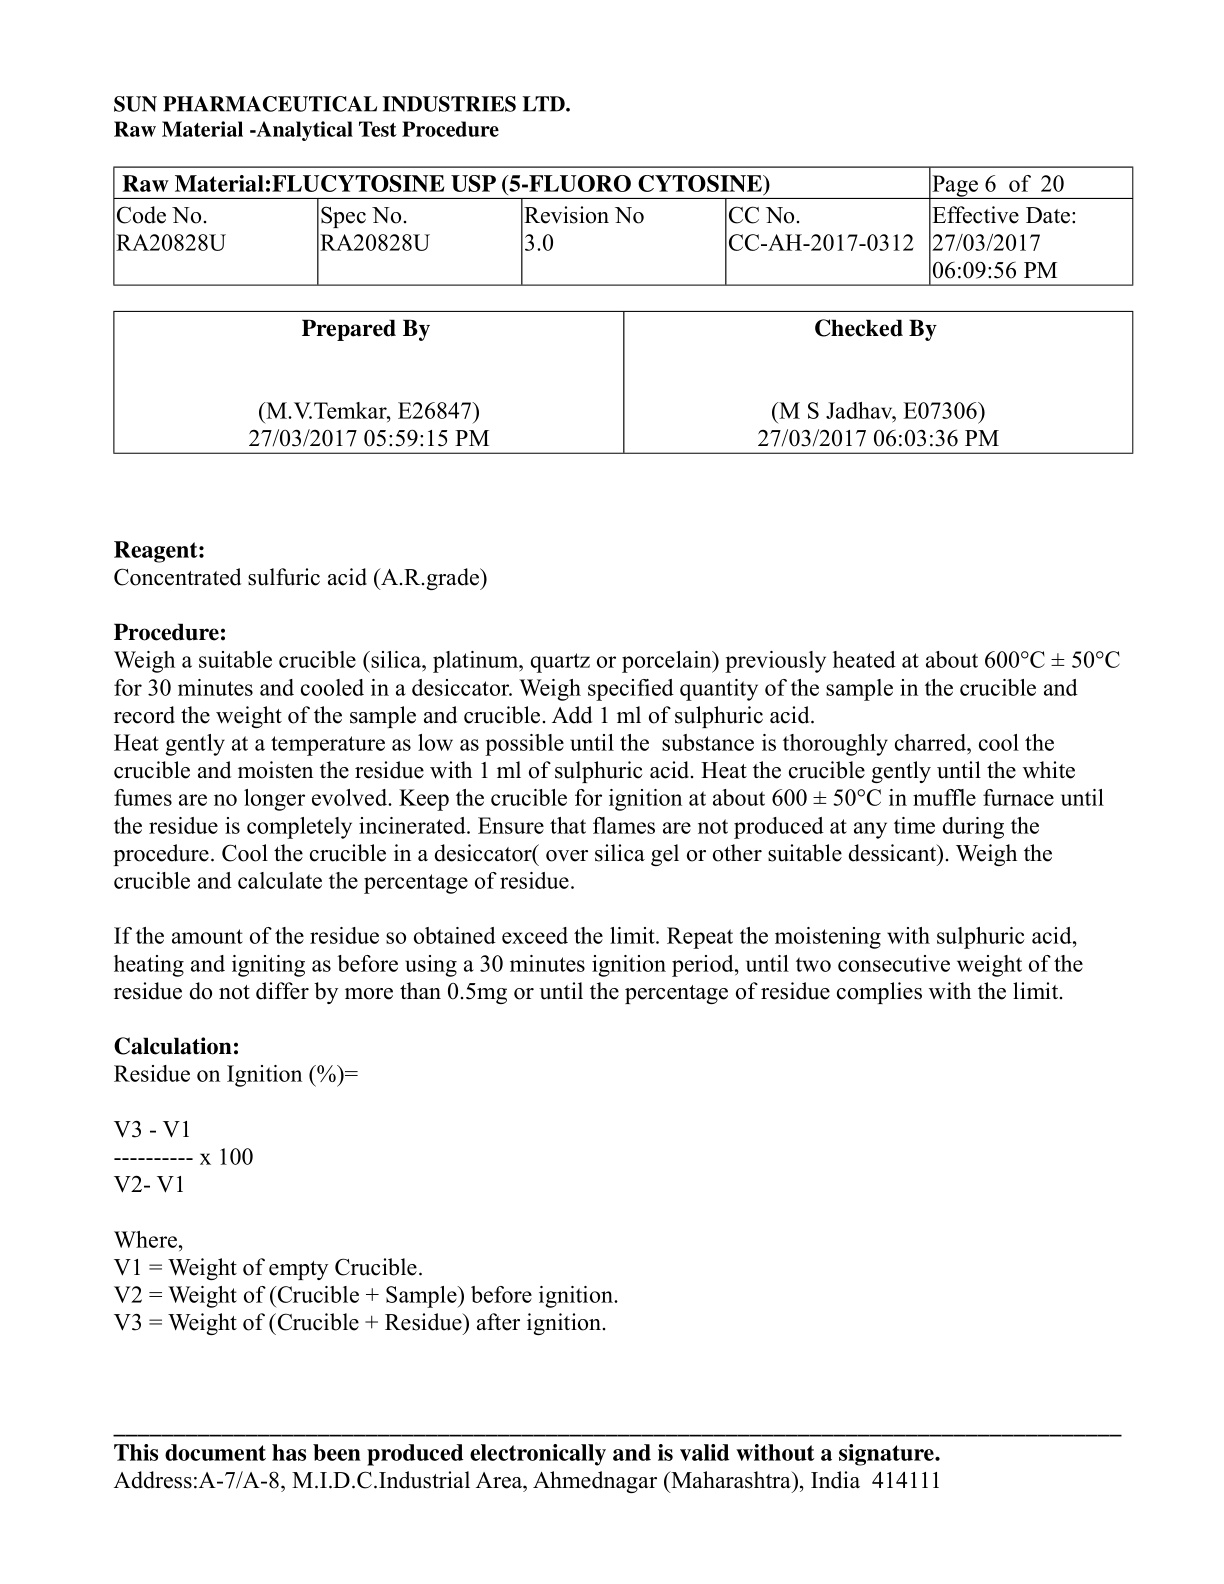 SUN PHARMACEUTICAL INDUSTRIES LTD.
Raw Material -Analytical Test Procedure
Raw Material:FLUCYTOSINE USP (5-FLUORO CYTOSINE)
Page 6 of 20
Code No.
RA20828U
Spec No.
RA20828U
Revision No
3.0
CC No.
CC-AH-2017-0312
Effective Date:
27/03/2017
06:09:56 PM
Prepared By
(M.V.Temkar, E26847)
27/03/2017 05:59:15 PM
Checked By
(M S Jadhav, E07306)
27/03/2017 06:03:36 PM
Reagent:
Concentrated sulfuric acid (A.R.grade)
Procedure:
Weigh a suitable crucible (silica, platinum, quartz or porcelain) previously heated at about 600°C ± 50°C
for 30 minutes and cooled in a desiccator. Weigh specified quantity of the sample in the crucible and
record the weight of the sample and crucible. Add 1 ml of sulphuric acid.
Heat gently at a temperature as low as possible until the  substance is thoroughly charred, cool the
crucible and moisten the residue with 1 ml of sulphuric acid. Heat the crucible gently until the white
fumes are no longer evolved. Keep the crucible for ignition at about 600 ± 50°C in muffle furnace until
the residue is completely incinerated. Ensure that flames are not produced at any time during the
procedure. Cool the crucible in a desiccator( over silica gel or other suitable dessicant). Weigh the
crucible and calculate the percentage of residue.
If the amount of the residue so obtained exceed the limit. Repeat the moistening with sulphuric acid,
heating and igniting as before using a 30 minutes ignition period, until two consecutive weight of the
residue do not differ by more than 0.5mg or until the percentage of residue complies with the limit.
Calculation:
Residue on Ignition (%)=
V3 - V1
---------- x 100
V2- V1
Where,
V1 = Weight of empty Crucible.
V2 = Weight of (Crucible + Sample) before ignition.
V3 = Weight of (Crucible + Residue) after ignition.
This document has been produced electronically and is valid without a signature.
Address:A-7/A-8, M.I.D.C.Industrial Area, Ahmednagar (Maharashtra), India  414111